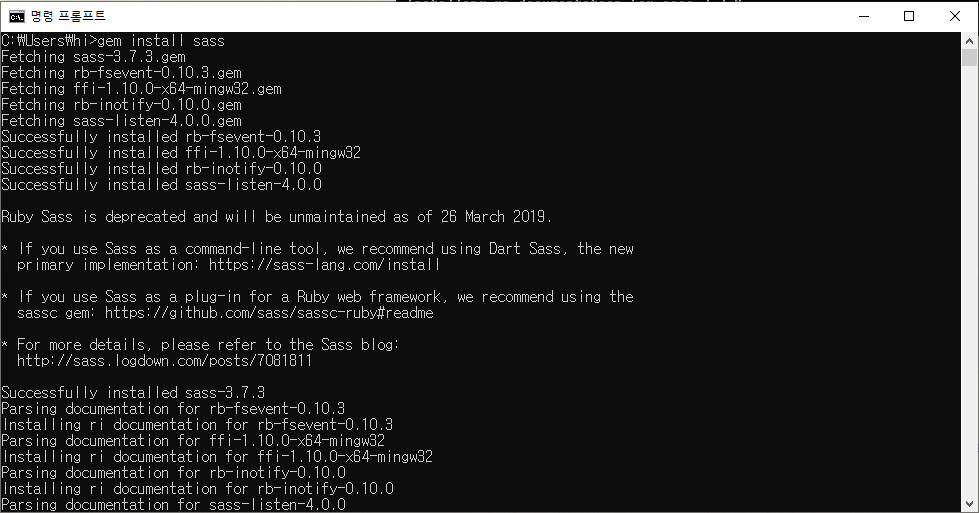 명령 프롬프트
C:\Users\hi>gem install sass
Fetching sass-3.7.3.gem
Fetching rb-fsevent-0.10.3.gem
Fetching ffi-1.10.0-x64-mingw32.gem
Fetching rb-inotify-0.10.0.gem
Fetching sass-listen-4.0.0.gem
Successfully installed rb-fsevent-0.10.3
Successfully installed ffi-1.10.0-x64-mingw32
Successfully installed rb-inotify-0.10.0
Successfully installed sass-listen-4.0.0
Ruby Sass is deprecated and will be unmaintained as of 26 March 2019.
* If you use Sass as a command-line tool, we recommend using Dart Sass, the new
primary implementation: https://sass-lang.com/install
* If you use Sass as a plug-in for a Ruby web framework, we recommend using the
sassc gem: https://github.com/sass/sassc-ruby#readme
* For more details, please refer to the Sass blog:
http://sass.logdown.com/posts/7081811
Successfully installed sass-3.7.3
Parsing documentation for rb-fsevent-0.10.3
Installing ri documentation for rb-fsevent-0.10.3
Parsing documentation for ffi-1.10.0-x64-mingw32
Installing ri documentation for ffi-1.10.0-x64-mingw32
Parsing documentation for rb-inotify-0.10.0
Installing ri documentation for rb-inotify-0.10.0
Parsing documentation for sass-listen-4.0.0